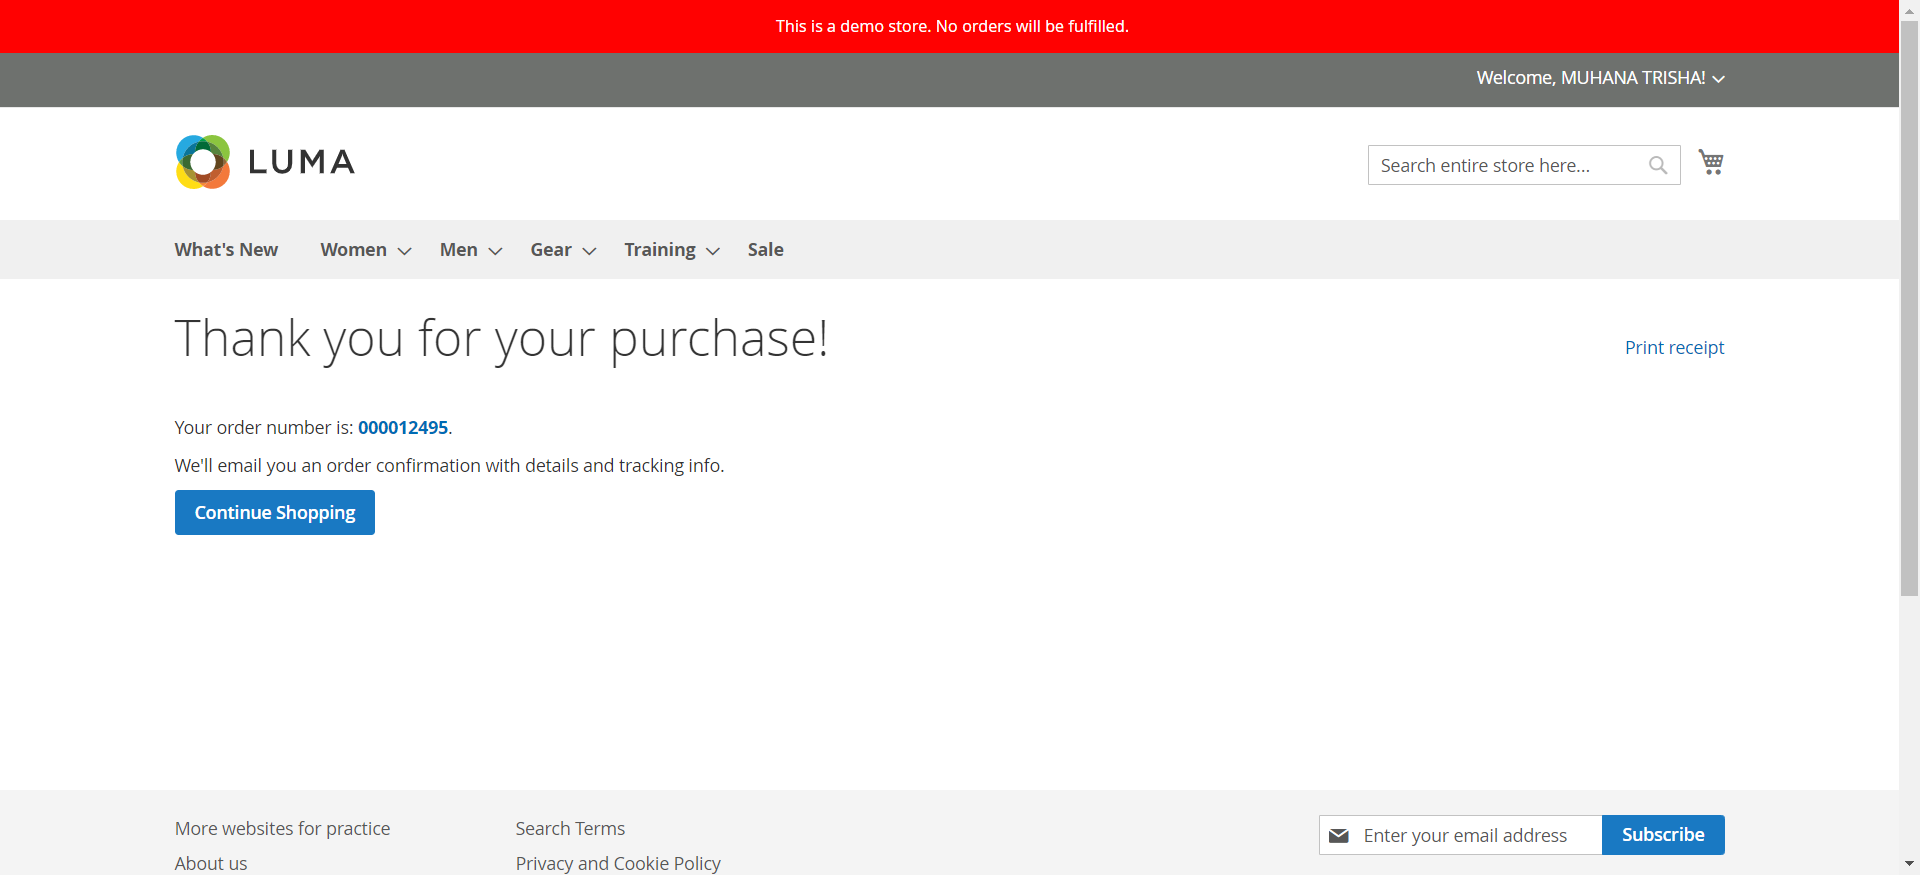 This is a demo store. No orders will be fulfilled.
Welcome, MUHANA TRISHA!
LUMA
Search entire store here...
What's New Women Men Gear Training Sale
Thank you for your purchase!
Print receipt
Your order number is: 000012495.
We'll email you an order confirmation with details and tracking info.
Continue Shopping
More websites for practice
About us
Search Terms
Privacy and Cookie Policy
Enter your email address
Subscribe